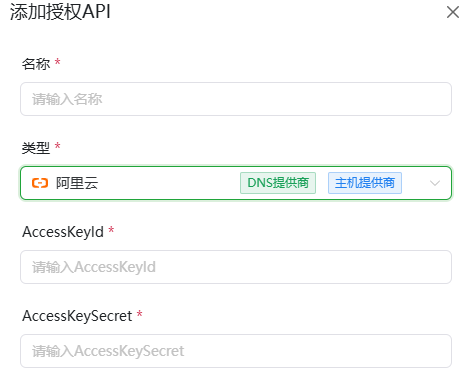 添加授权API
名称 *
请输入名称
类型 *
阿里云 DNS提供商 主机提供商
AccessKeyId *
请输入AccessKeyId
AccessKeySecret *
请输入AccessKeySecret